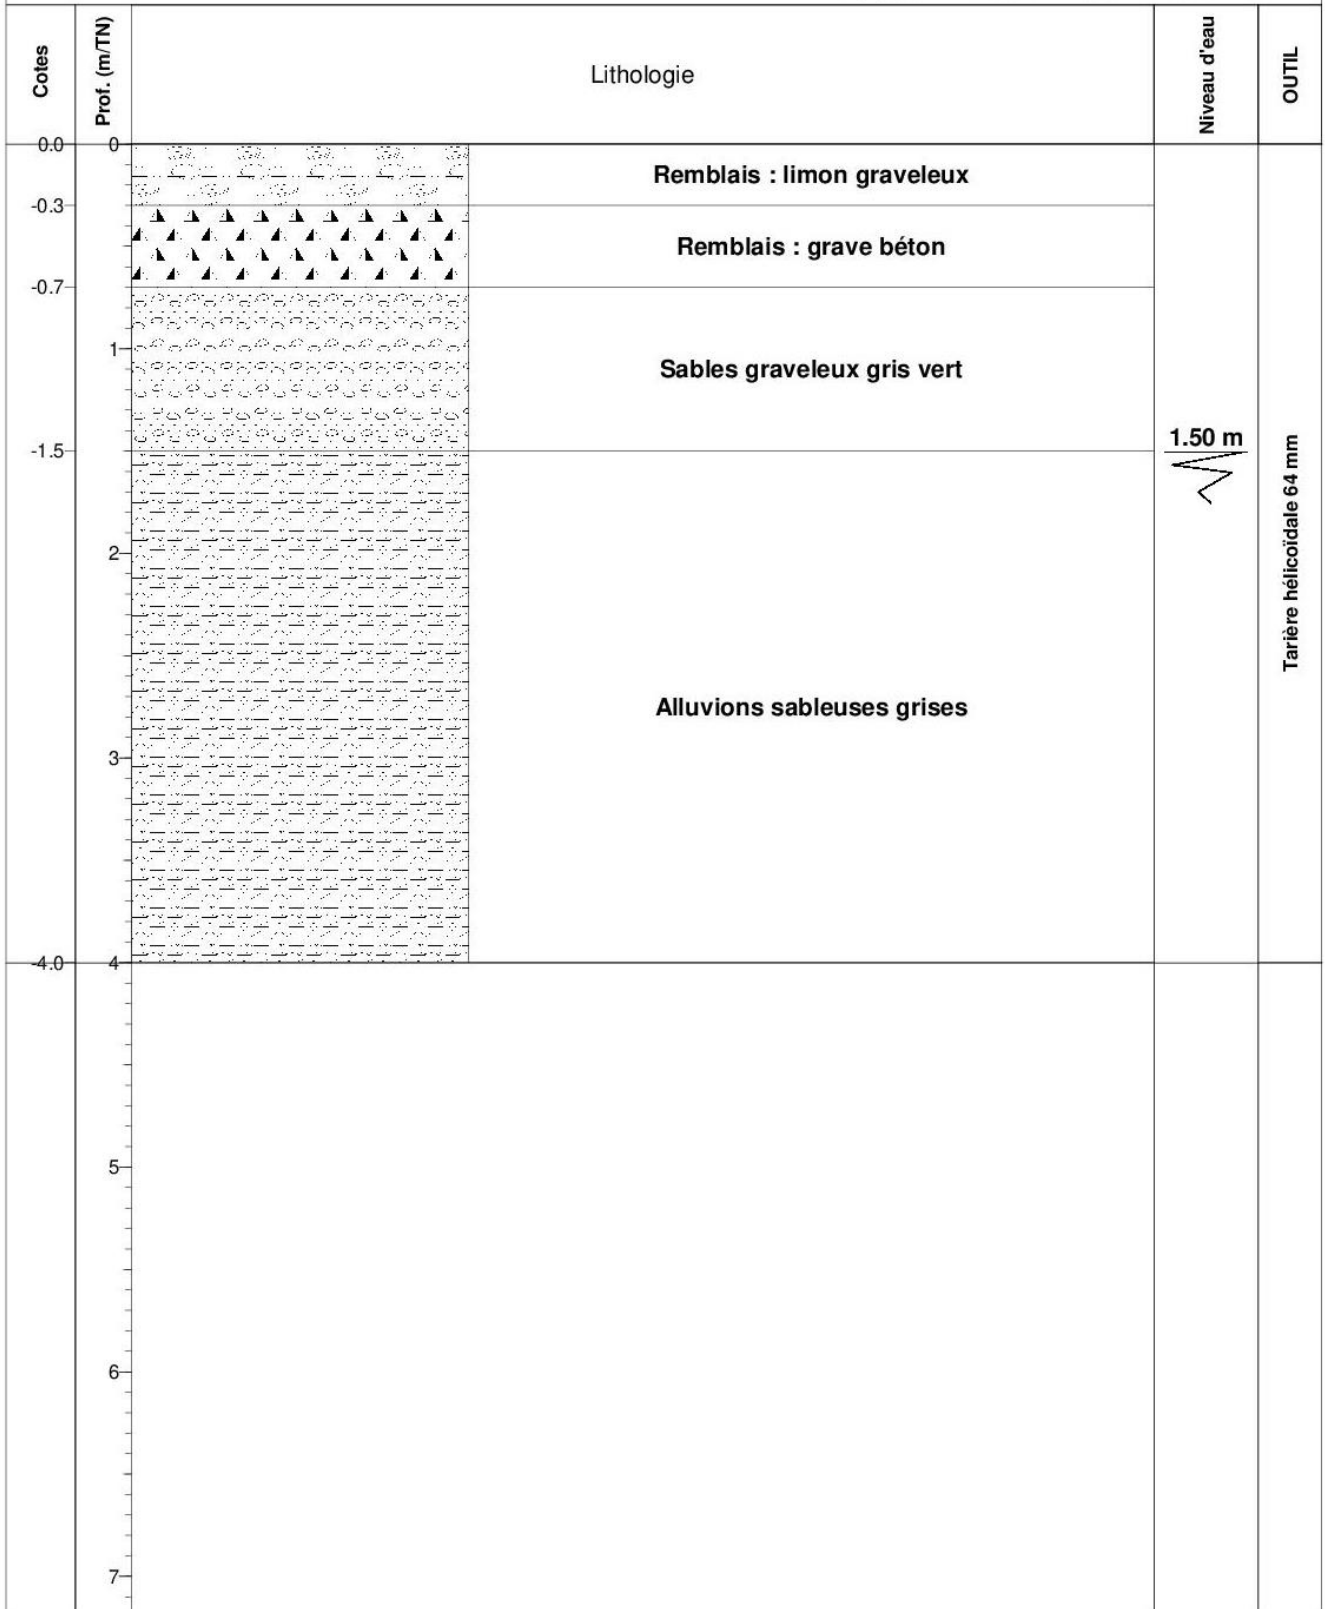 Cotes
Prof. (m/TN)
Lithologie
Niveau d'eau
OUTIL
0.0
0
Remblais : limon graveleux
-0.3
Remblais : grave béton
-0.7
1
Sables graveleux gris vert
-1.5
1.50 m
2
Tarière hélicoïdale 64 mm
Alluvions sableuses grises
3
-4.0
4
5
6
7